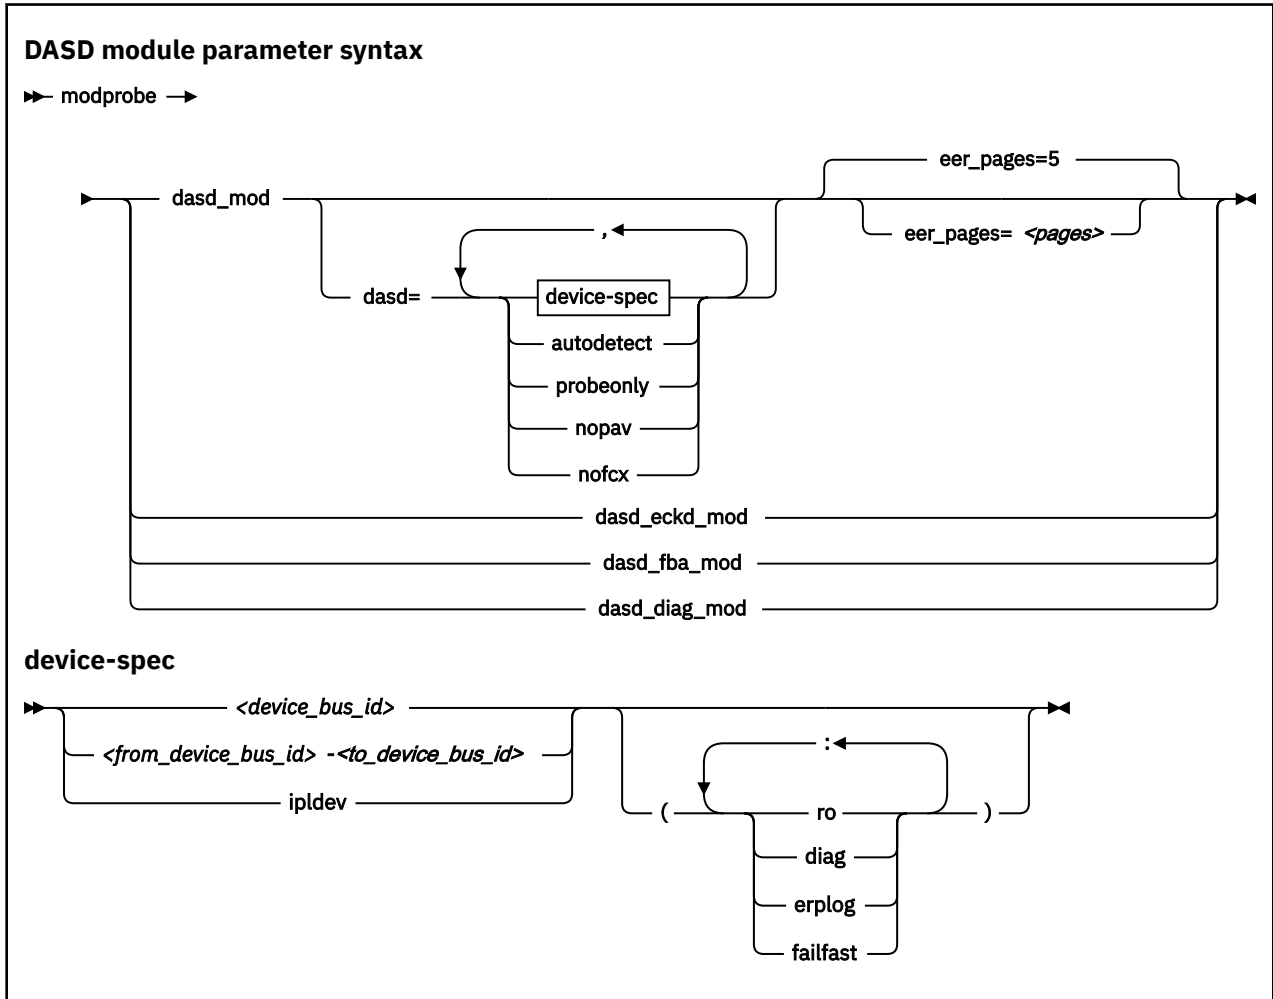 DASD module parameter syntax
modprobe
eer_pages=5
dasd_mod
eer_pages= <pages>
,
dasd= device-spec
autodetect
probeonly
nopav
nofcx
dasd_eckd_mod
dasd_fba_mod
dasd_diag_mod
device-spec
<device_bus_id>
<from_device_bus_id> -<to_device_bus_id>
ipldev
:
( ro )
diag
erplog
failfast